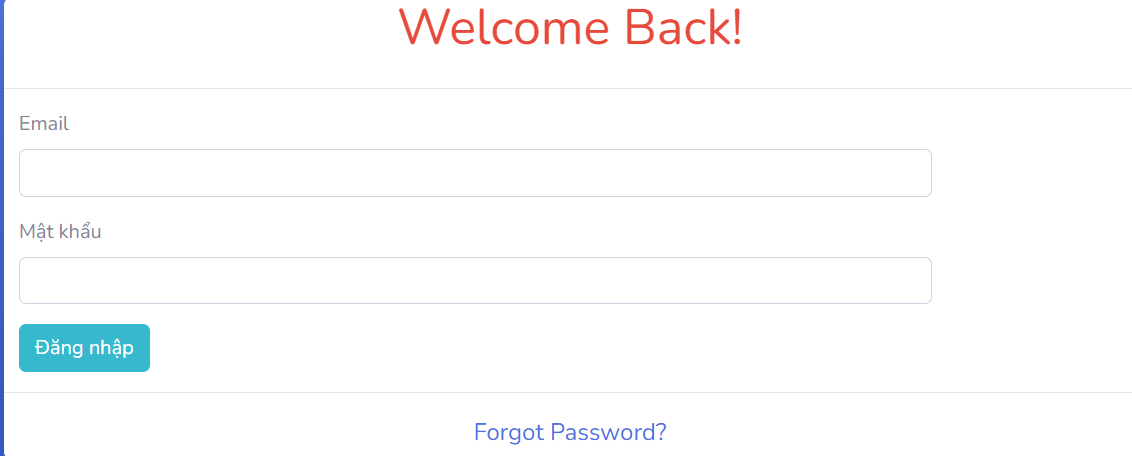 Welcome Back!
Email
Mật khẩu
Đăng nhập
Forgot Password?